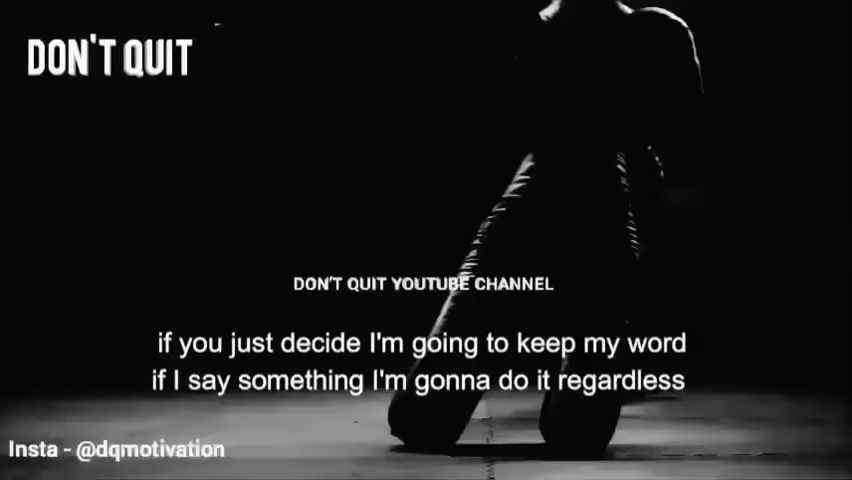 DON'T QUIT
DON'T QUIT YOUTUBE CHANNEL
if you just decide I'm going to keep my word
if I say something I'm gonna do it regardless
Insta - @dqmotivation